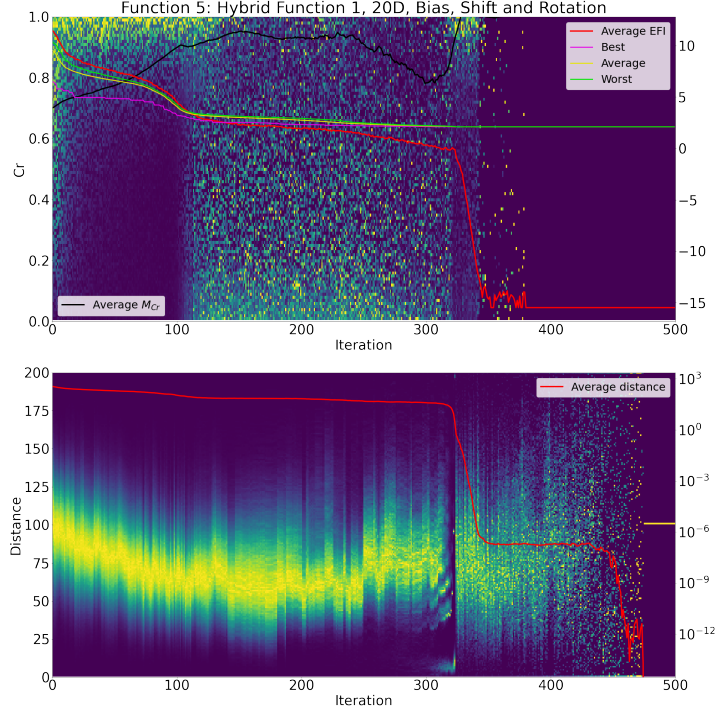 Function 5: Hybrid Function 1, 20D, Bias, Shift and Rotation
1.0
0.8
0.6
0.4
0.2
0.0
Cr
10
5
0
−5
−10
−15
Average EFI
Best
Average
Worst
Average M_Cr
0 100 200 300 400 500
Iteration
200
175
150
125
100
75
50
25
0
Distance
Average distance
10^3
10^0
10^−3
10^−6
10^−9
10^−12
0 100 200 300 400 500
Iteration